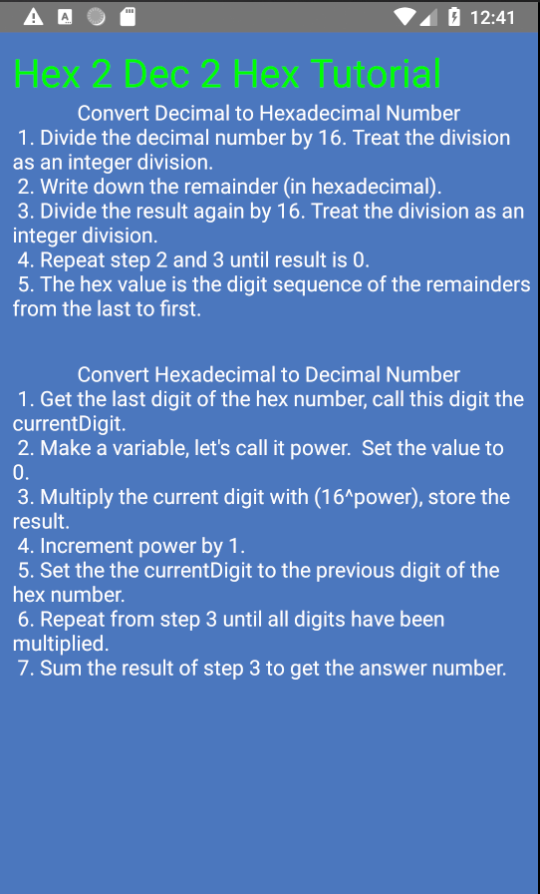 12:41
Hex 2 Dec 2 Hex Tutorial
Convert Decimal to Hexadecimal Number
1. Divide the decimal number by 16. Treat the division
as an integer division.
2. Write down the remainder (in hexadecimal).
3. Divide the result again by 16. Treat the division as an
integer division.
4. Repeat step 2 and 3 until result is 0.
5. The hex value is the digit sequence of the remainders
from the last to first.
Convert Hexadecimal to Decimal Number
1. Get the last digit of the hex number, call this digit the
currentDigit.
2. Make a variable, let's call it power.  Set the value to
0.
3. Multiply the current digit with (16^power), store the
result.
4. Increment power by 1.
5. Set the the currentDigit to the previous digit of the
hex number.
6. Repeat from step 3 until all digits have been
multiplied.
7. Sum the result of step 3 to get the answer number.